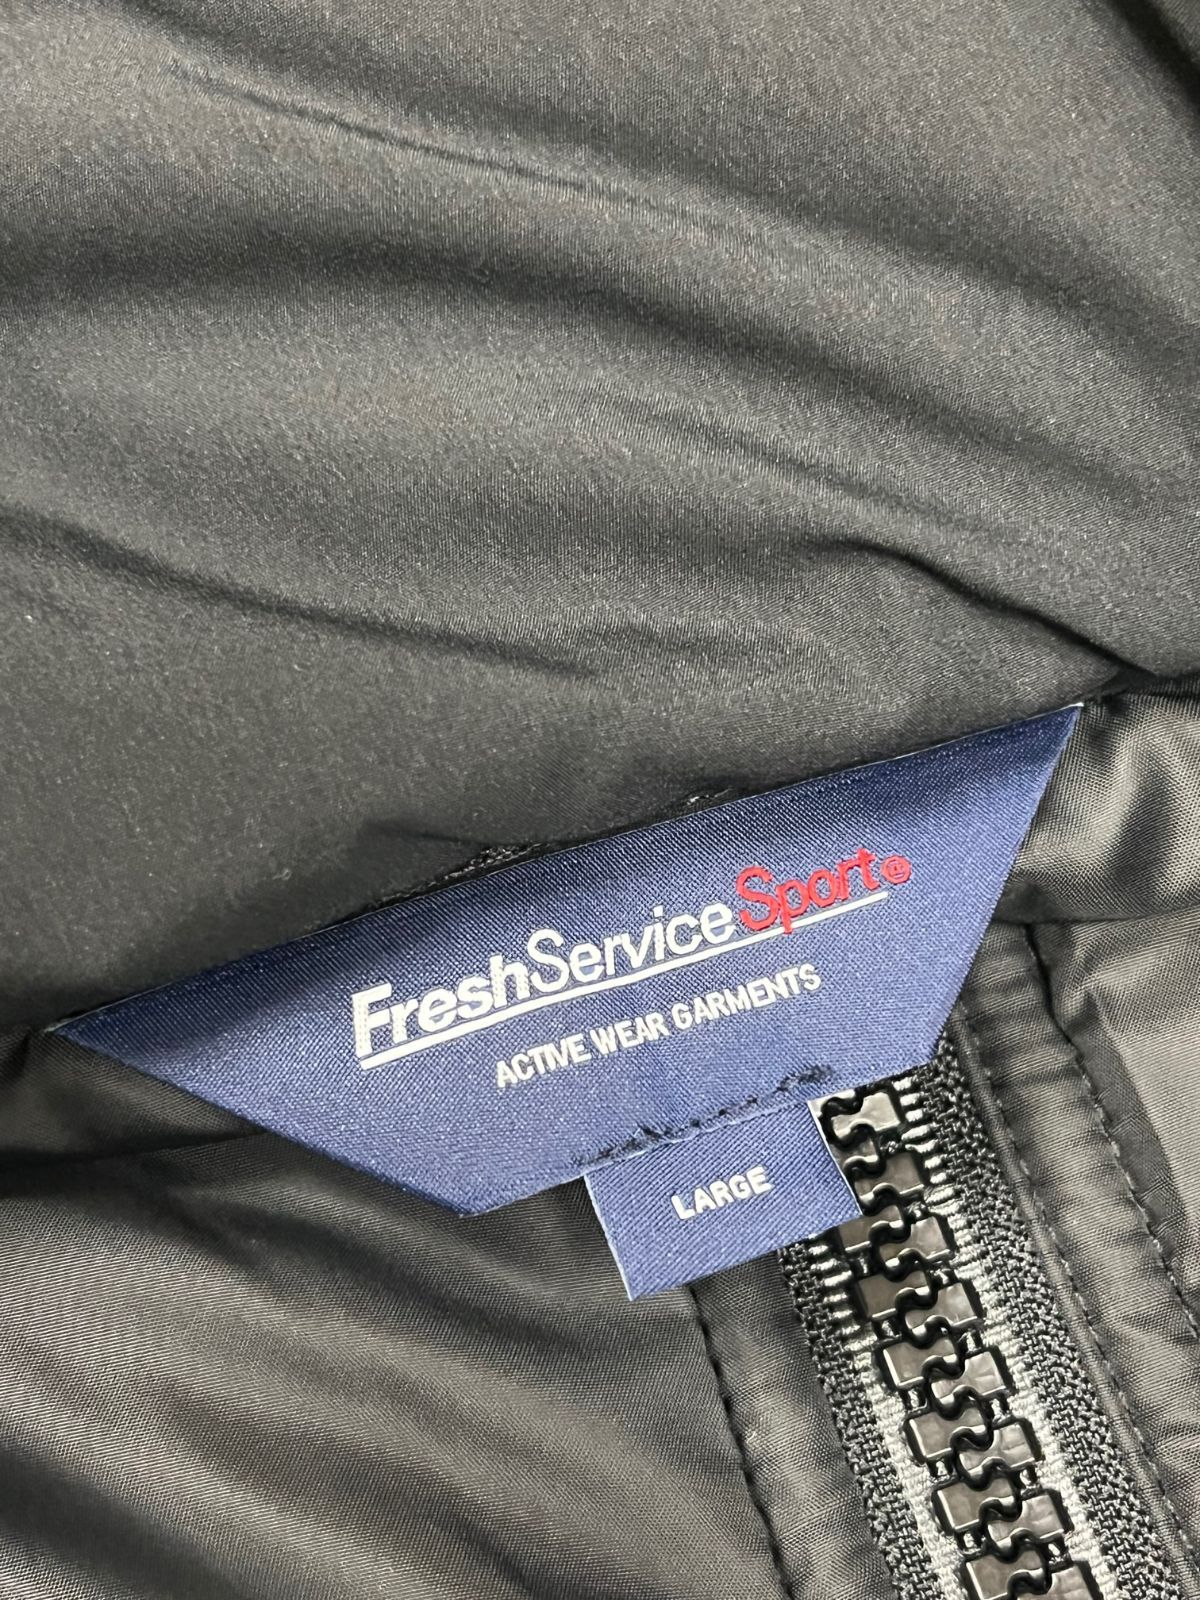 FreshServiceSport®
ACTIVE WEAR GARMENTS
LARGE